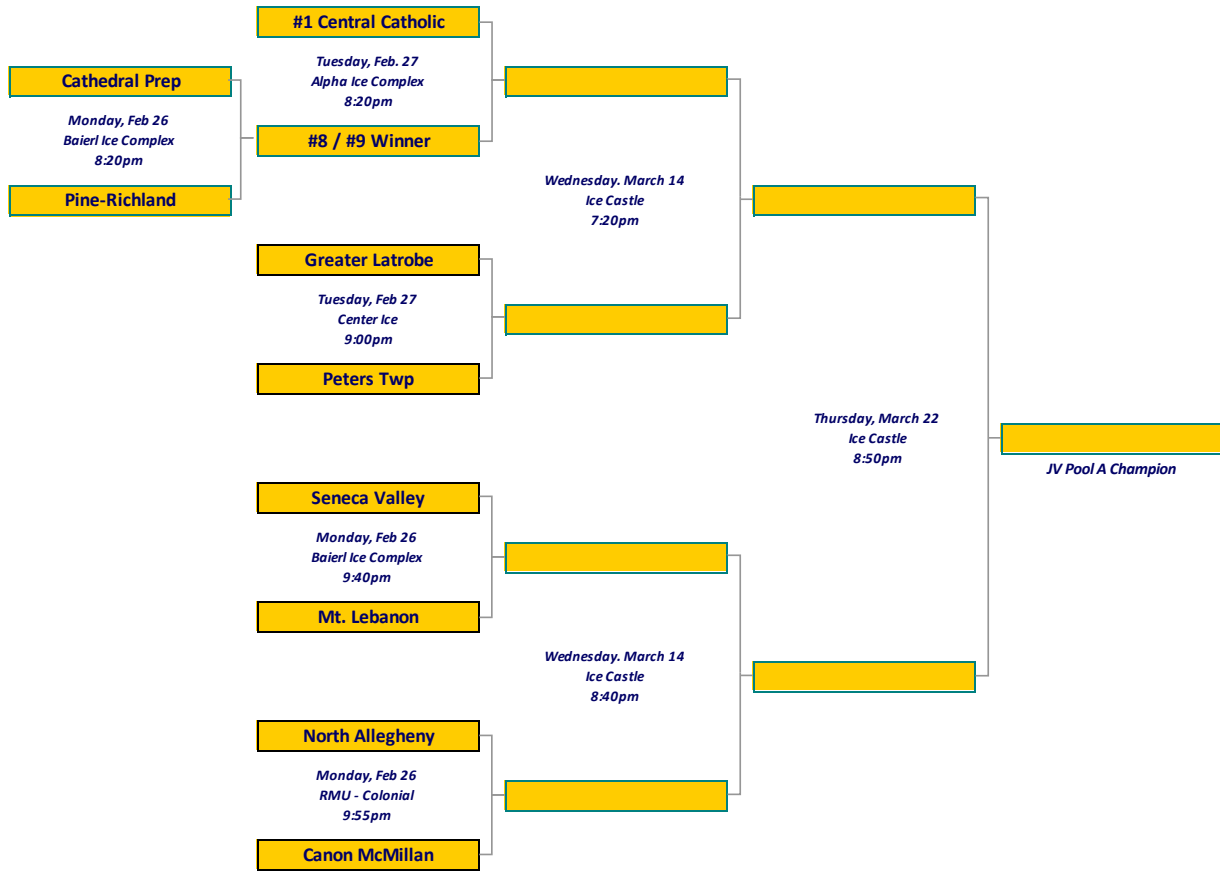 #1 Central Catholic
Tuesday, Feb. 27
Alpha Ice Complex
8:20pm
Cathedral Prep
Monday, Feb 26
Baierl Ice Complex
8:20pm
#8 / #9 Winner
Pine-Richland
Wednesday. March 14
Ice Castle
7:20pm
Greater Latrobe
Tuesday, Feb 27
Center Ice
9:00pm
Peters Twp
Thursday, March 22
Ice Castle
8:50pm
JV Pool A Champion
Seneca Valley
Monday, Feb 26
Baierl Ice Complex
9:40pm
Mt. Lebanon
Wednesday. March 14
Ice Castle
8:40pm
North Allegheny
Monday, Feb 26
RMU - Colonial
9:55pm
Canon McMillan